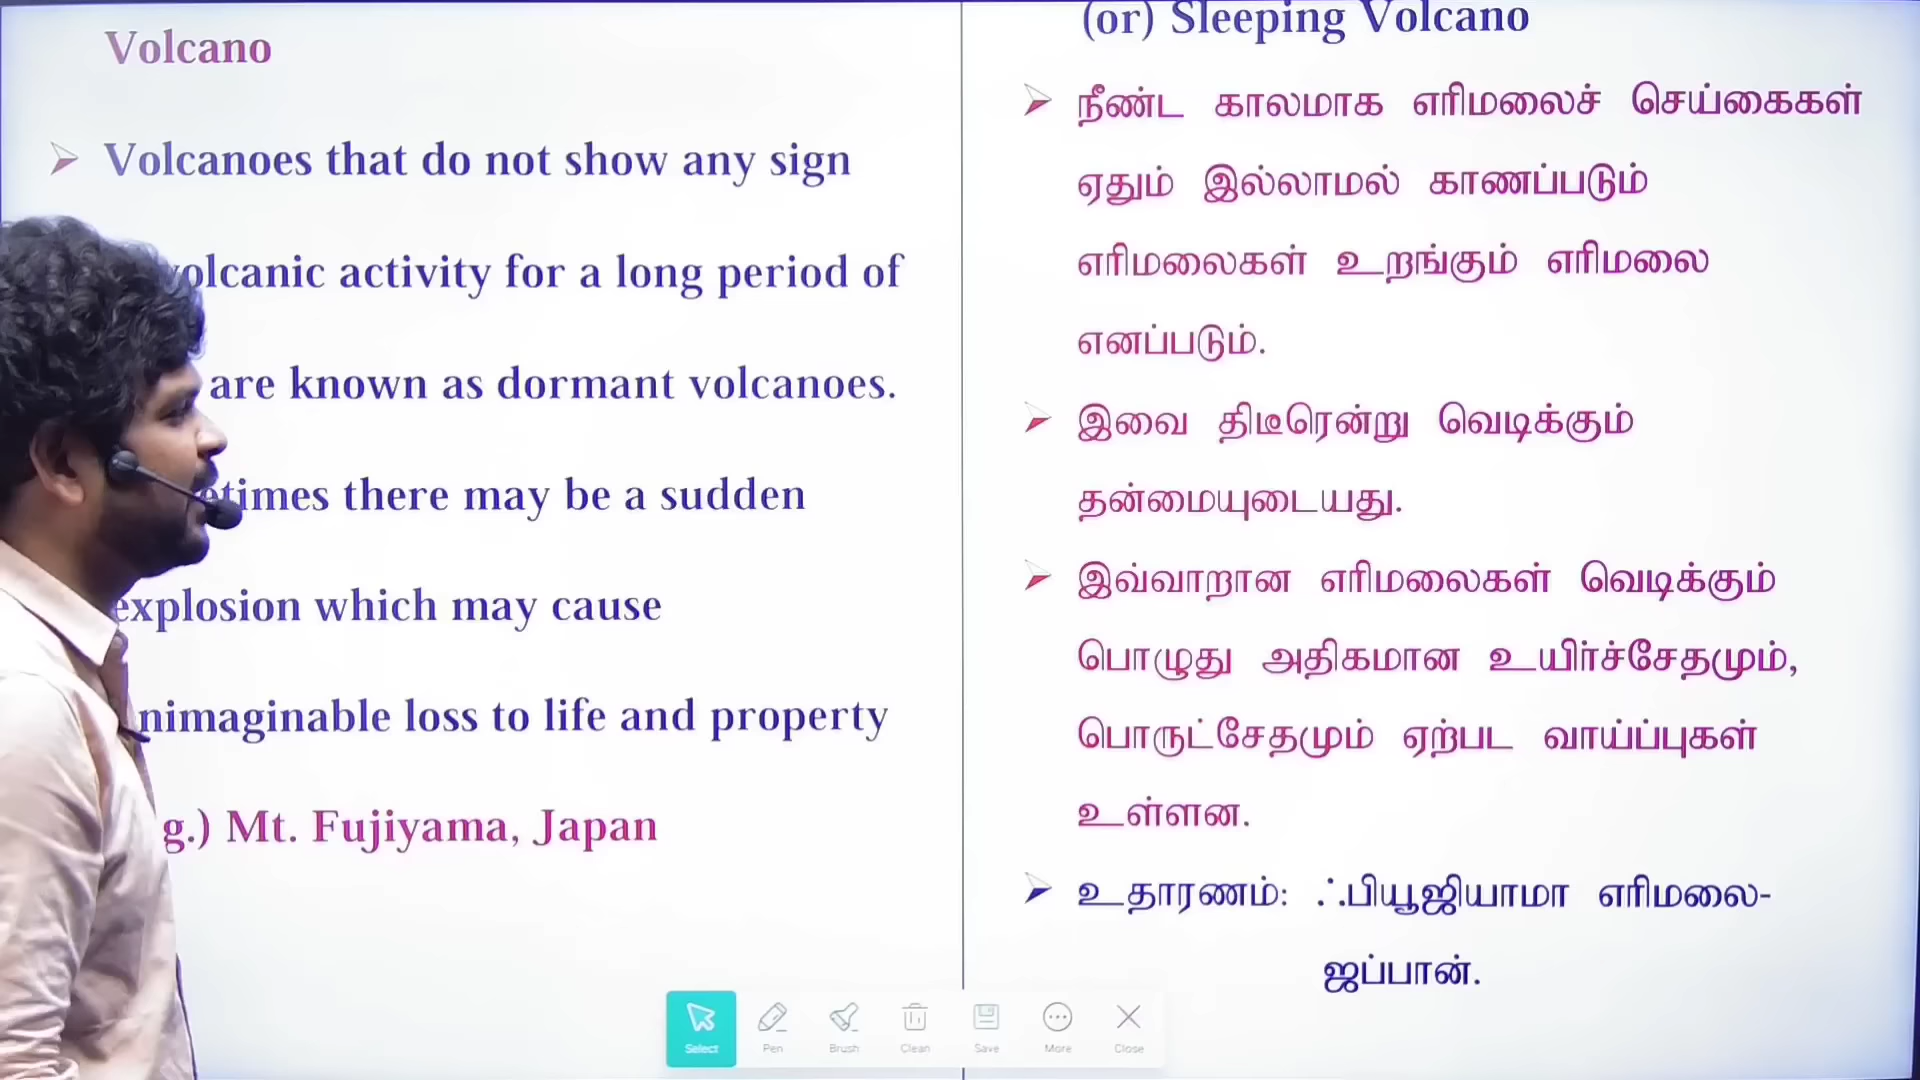 Volcano
Volcanoes that do not show any sign
volcanic activity for a long period of
are known as dormant volcanoes.
there may be a sudden
explosion which may cause
loss to life and property
g.) Mt. Fujiyama, Japan
(or) Sleeping Volcano
நீண்ட காலமாக எரிமலைச் செய்கைகள்
ஏதும் இல்லாமல் காணப்படும்
எரிமலைகள் உறங்கும் எரிமலை
எனப்படும்.
இவை திடீரென்று வெடிக்கும்
தன்மையுடையது.
இவ்வாறான எரிமலைகள் வெடிக்கும்
பொழுது அதிகமான உயிர்ச்சேதமும்,
பொருட்சேதமும் ஏற்பட வாய்ப்புகள்
உள்ளன.
உதாரணம்: ஃபியூஜியாமா எரிமலை-
ஜப்பான்.
Select Pen Brush Clean Save More Close